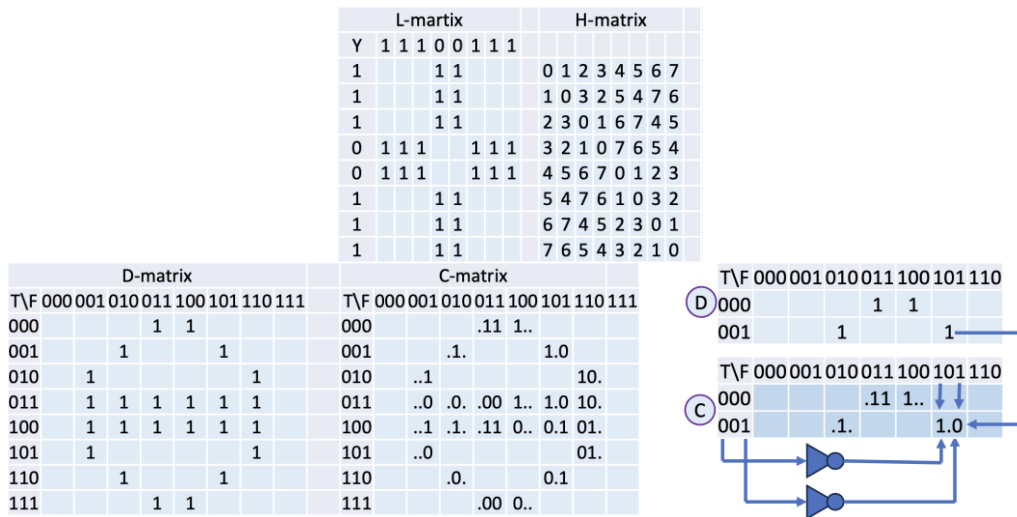 L-martix H-matrix
Y 1 1 1 0 0 1 1 1
1 1 1 0 1 2 3 4 5 6 7
1 1 1 1 0 3 2 5 4 7 6
1 1 1 2 3 0 1 6 7 4 5
0 1 1 1 1 1 1 3 2 1 0 7 6 5 4
0 1 1 1 1 1 1 4 5 6 7 0 1 2 3
1 1 1 5 4 7 6 1 0 3 2
1 1 1 6 7 4 5 2 3 0 1
1 1 1 7 6 5 4 3 2 1 0
D-matrix C-matrix
T\F 000 001 010 011 100 101 110 111 T\F 000 001 010 011 100 101 110 111
000 1 1 000 .11 1..
001 1 1 001 .1. 1.0
010 1 1 010 ..1 10.
011 1 1 1 1 1 1 011 ..0 .0. .00 1.. 1.0 10.
100 1 1 1 1 1 1 100 ..1 .1. .11 0.. 0.1 01.
101 1 1 101 ..0 01.
110 1 1 110 .0. 0.1
111 1 1 111 .00 0..
T\F 000 001 010 011 100 101 110
D 000 1 1
001 1 1
T\F 000 001 010 011 100 101 110
C 000 .11 1..
001 .1. 1.0